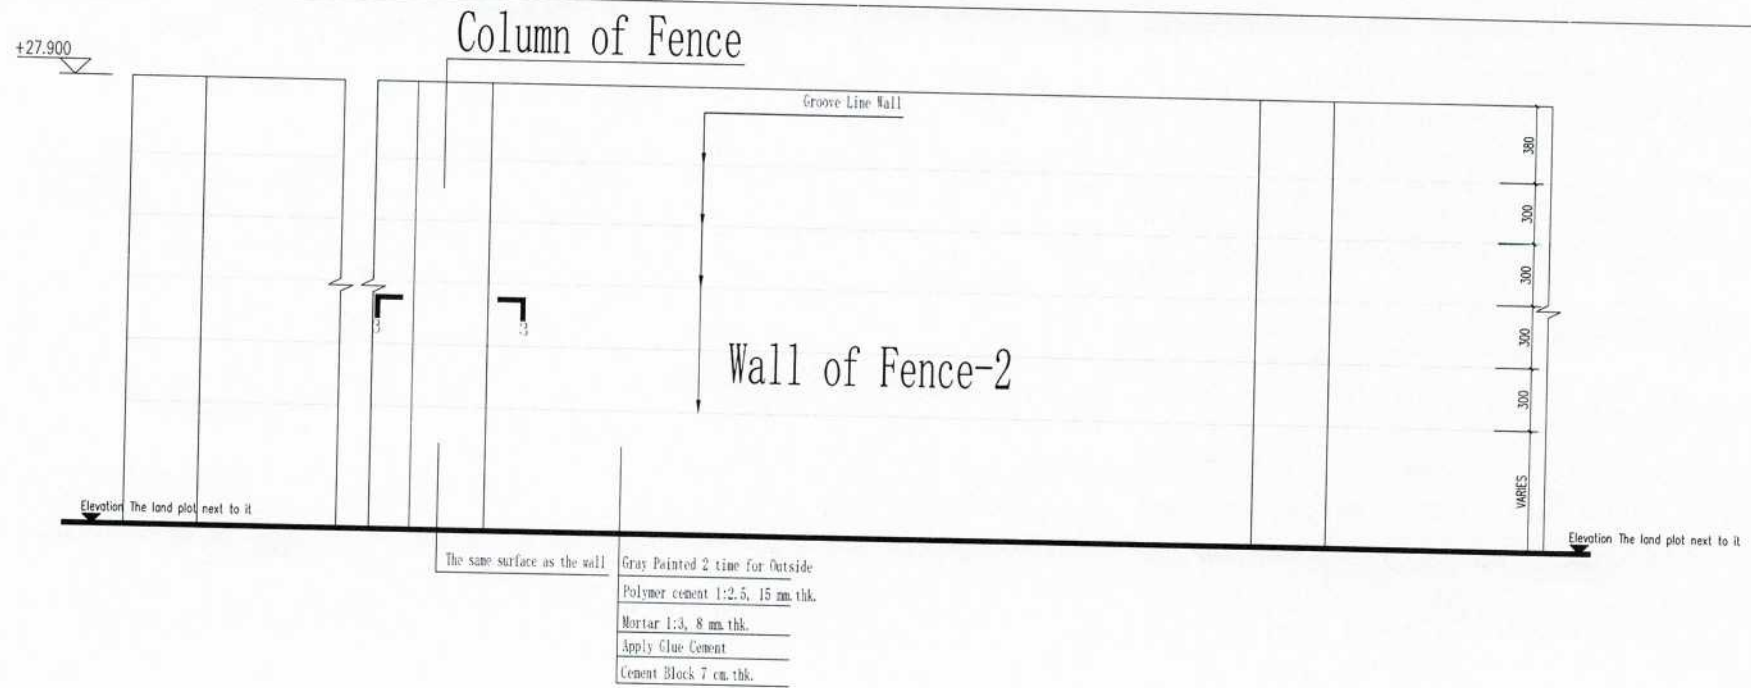 Column of Fence
+27.900
Groove Line Wall
380
300
300
3
3
300
Wall of Fence-2
300
VARIES
Elevation The land plot next to it
Elevation The land plot next to it
The same surface as the wall
Gray Painted 2 time for Outside
Polymer cement 1:2.5, 15 mm. thk.
Mortar 1:3, 8 mm. thk.
Apply Glue Cement
Cement Block 7 cm. thk.